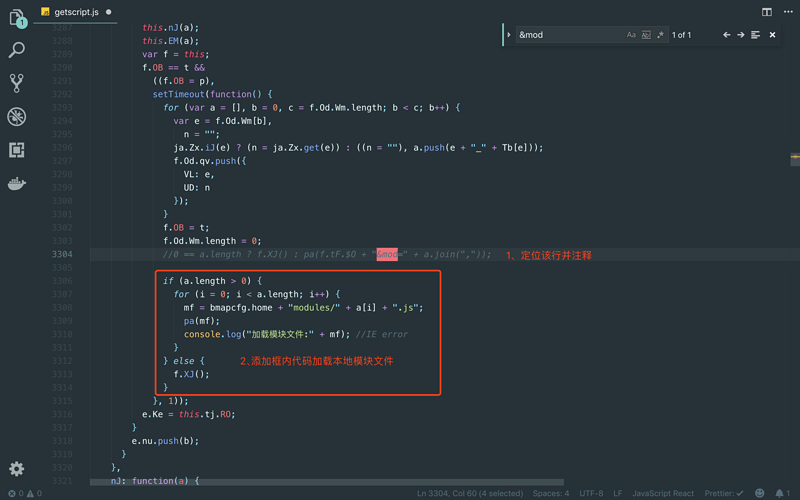 getscript.js
1
&mod
Aa Abl .*
1 of 1
3287 this.nJ(a);
3288 this.EM(a);
3289 var f = this;
3290 f.OB == t &&
3291 ((f.OB = p),
3292 setTimeout(function() {
3293 for (var a = [], b = 0, c = f.Od.Wm.length; b < c; b++) {
3294 var e = f.Od.Wm[b],
3295 n = "";
3296 ja.Zx.iJ(e) ? (n = ja.Zx.get(e)) : ((n = ""), a.push(e + "_" + Tb[e]));
3297 f.Od.qv.push({
3298 VL: e,
3299 UD: n
3300 });
3301 }
3302 f.OB = t;
3303 f.Od.Wm.length = 0;
3304 //0 == a.length ? f.XJ() : pa(f.tF.$O + "&mod=" + a.join(",")); 1、定位该行并注释
3305
3306 if (a.length > 0) {
3307 for (i = 0; i < a.length; i++) {
3308 mf = bmapcfg.home + "modules/" + a[i] + ".js";
3309 pa(mf);
3310 console.log("加载模块文件:" + mf); //IE error
3311 }
3312 } else { 2、添加框内代码加载本地模块文件
3313 f.XJ();
3314 }
3315 }, 1));
3316 e.Ke = this.tj.RO;
3317 }
3318 e.nu.push(b);
3319 }
3320 },
3321 nJ: function(a) {
0 0 Ln 3304, Col 60 (4 selected) Spaces: 4 UTF-8 LF JavaScript React Prettier: ✓ 1